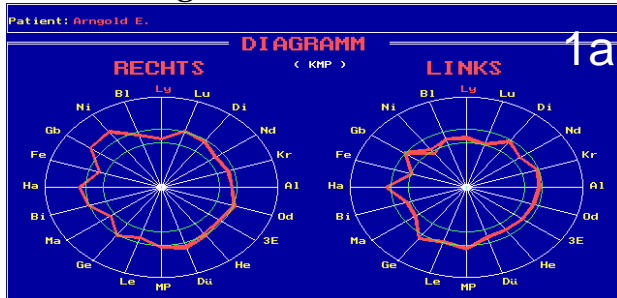 Patient: Arngold E.
DIAGRAMM
1a
RECHTS
( KMP )
LINKS
Ly
Bl
Lu
Ni
Di
Gb
Nd
Fe
Kr
Ha
Al
Bi
Od
Ma
3E
Ge
He
Le
Dü
MP
Ly
Bl
Lu
Ni
Di
Gb
Nd
Fe
Kr
Ha
Al
Bi
Od
Ma
3E
Ge
He
Le
Dü
MP